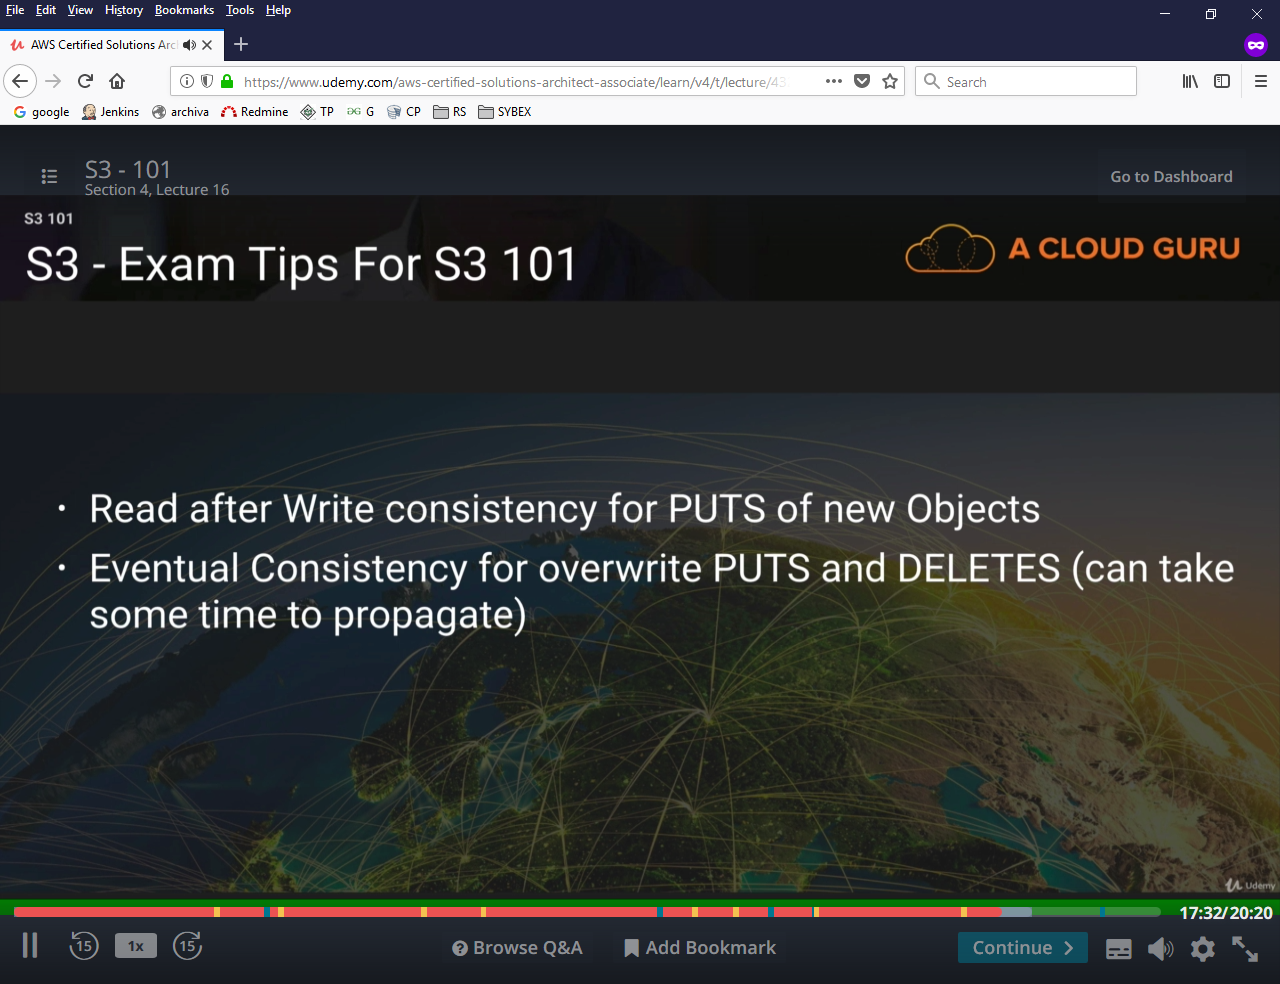 File Edit View History Bookmarks Tools Help
AWS Certified Solutions Arc
https://www.udemy.com/aws-certified-solutions-architect-associate/learn/v4/t/lecture/43
Search
google Jenkins archiva Redmine TP G CP RS SYBEX
S3 - 101
Section 4, Lecture 16
Go to Dashboard
S3 101
S3 - Exam Tips For S3 101
A CLOUD GURU
• Read after Write consistency for PUTS of new Objects
• Eventual Consistency for overwrite PUTS and DELETES (can take
some time to propagate)
Udemy
17:32/20:20
15 1x 15 Browse Q&A Add Bookmark Continue